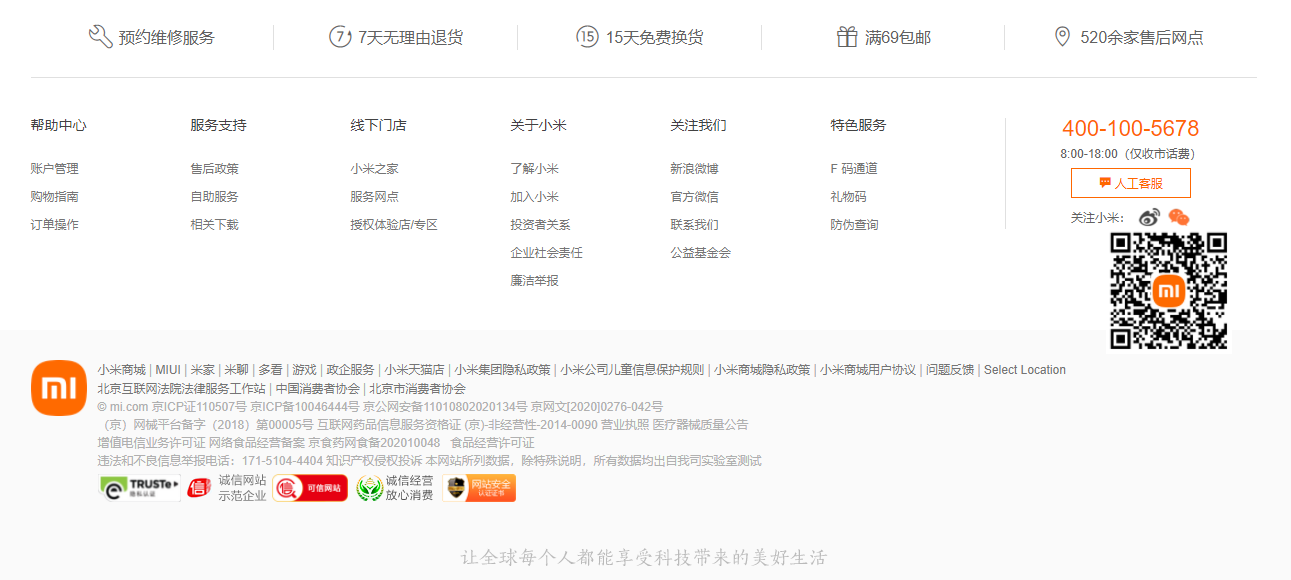 预约维修服务
7 7天无理由退货
15 15天免费换货
满69包邮
520余家售后网点
帮助中心
账户管理
购物指南
订单操作
服务支持
售后政策
自助服务
相关下载
线下门店
小米之家
服务网点
授权体验店/专区
关于小米
了解小米
加入小米
投资者关系
企业社会责任
廉洁举报
关注我们
新浪微博
官方微信
联系我们
公益基金会
特色服务
F 码通道
礼物码
防伪查询
400-100-5678
8:00-18:00（仅收市话费）
人工客服
关注小米：
mi
mi
小米商城 | MIUI | 米家 | 米聊 | 多看 | 游戏 | 政企服务 | 小米天猫店 | 小米集团隐私政策 | 小米公司儿童信息保护规则 | 小米商城隐私政策 | 小米商城用户协议 | 问题反馈 | Select Location
北京互联网法院法律服务工作站 | 中国消费者协会 | 北京市消费者协会
© mi.com 京ICP证110507号 京ICP备10046444号 京公网安备11010802020134号 京网文[2020]0276-042号
（京）网械平台备字（2018）第00005号 互联网药品信息服务资格证 (京)-非经营性-2014-0090 营业执照 医疗器械质量公告
增值电信业务许可证 网络食品经营备案 京食药网食备202010048 食品经营许可证
违法和不良信息举报电话：171-5104-4404 知识产权侵权投诉 本网站所列数据，除特殊说明，所有数据均出自我司实验室测试
TRUSTe
隐私认证
信
诚信网站
示范企业
信
可信网站
诚信经营
放心消费
网站安全
认证证书
让全球每个人都能享受科技带来的美好生活